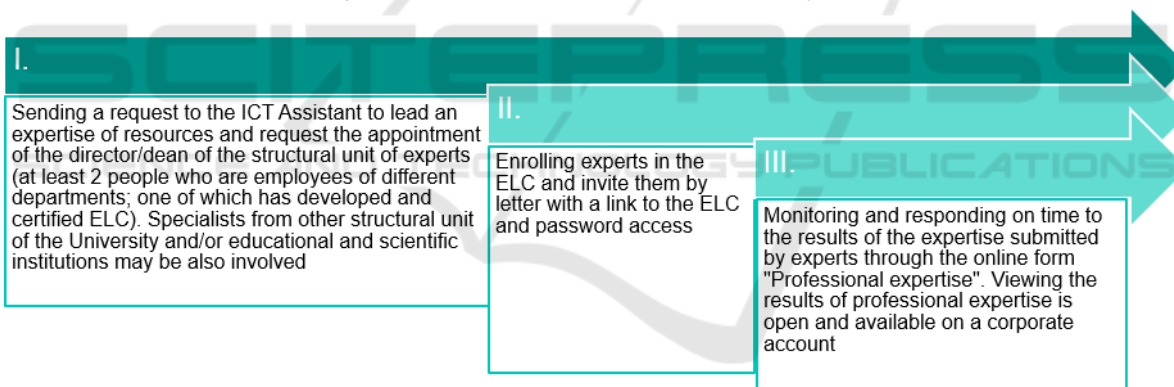 SCITEPRESS
SCIENCE AND TECHNOLOGY PUBLICATIONS
I.
Sending a request to the ICT Assistant to lead an
expertise of resources and request the appointment
of the director/dean of the structural unit of experts
(at least 2 people who are employees of different
departments; one of which has developed and
certified ELC). Specialists from other structural unit
of the University and/or educational and scientific
institutions may be also involved
II.
Enrolling experts in the
ELC and invite them by
letter with a link to the ELC
and password access
III.
Monitoring and responding on time to
the results of the expertise submitted
by experts through the online form
"Professional expertise". Viewing the
results of professional expertise is
open and available on a corporate
account